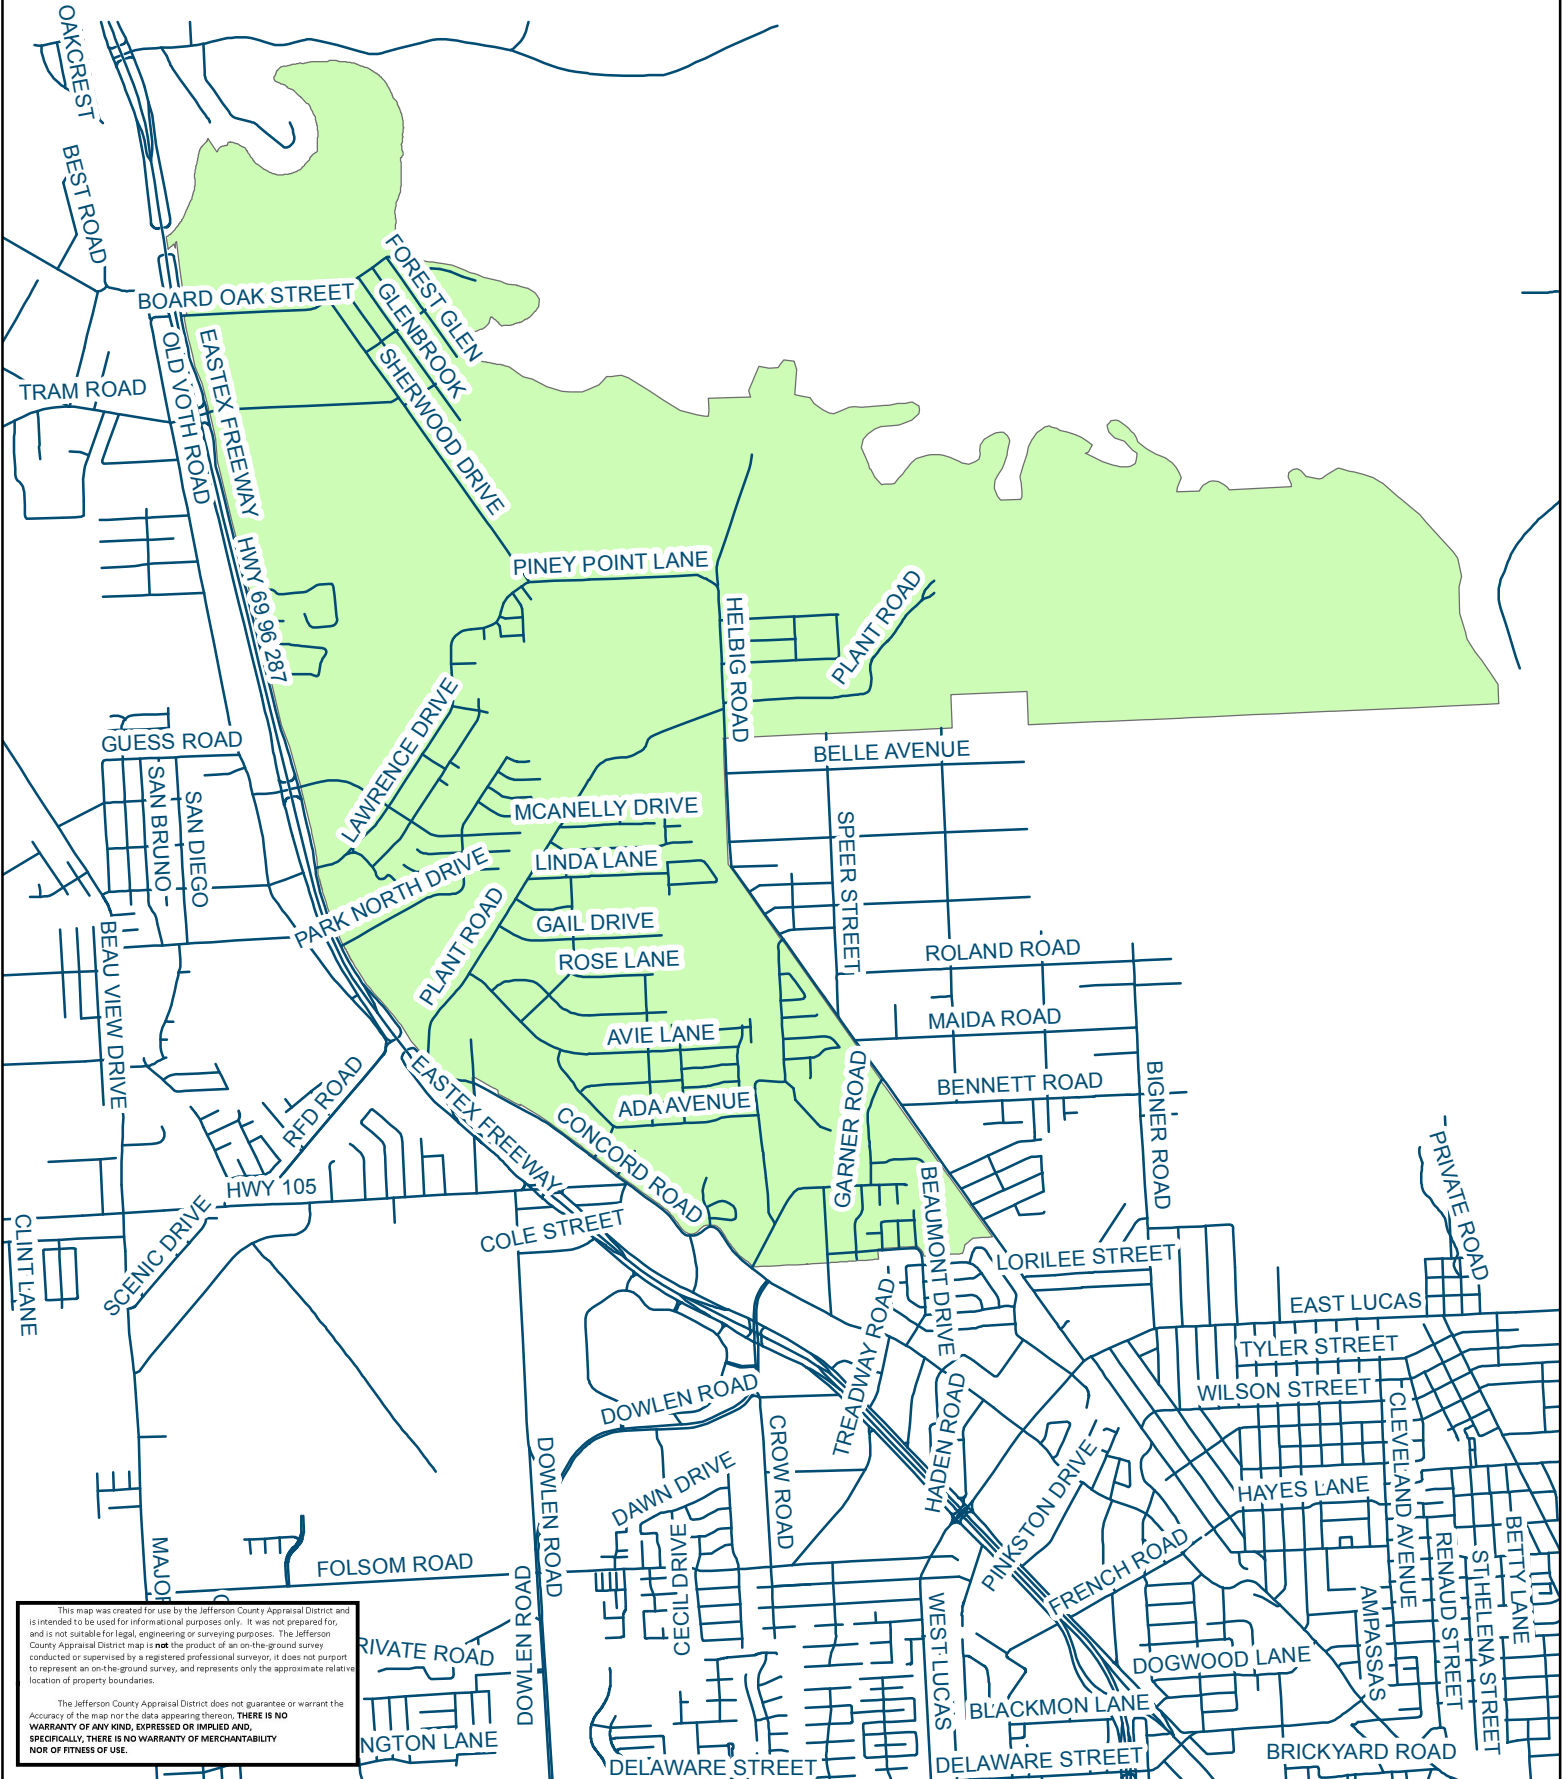 OAKCREST
BEST ROAD
FOREST GLEN
BOARD OAK STREET
GLENBROOK
OLD VOTH ROAD
EASTEX FREEWAY
SHERWOOD DRIVE
TRAM ROAD
PINEY POINT LANE
HWY 69 96 287
PLANT ROAD
HELBIG ROAD
LAWRENCE DRIVE
GUESS ROAD
BELLE AVENUE
SAN BRUNO
SAN DIEGO
MCANELLY DRIVE
SPEER STREET
LINDA LANE
PARK NORTH DRIVE
PLANT ROAD
GAIL DRIVE
BEAU VIEW DRIVE
ROSE LANE
ROLAND ROAD
AVIE LANE
MAIDA ROAD
RFD ROAD
EASTEX FREEWAY
GARNER ROAD
BENNETT ROAD
BIGNER ROAD
ADA AVENUE
CONCORD ROAD
PRIVATE ROAD
HWY 105
BEAUMONT DRIVE
CLINT LANE
SCENIC DRIVE
COLE STREET
LORILEE STREET
TREADWAY ROAD
EAST LUCAS
TYLER STREET
DOWLEN ROAD
WILSON STREET
HADEN ROAD
CLEVELAND AVENUE
CROW ROAD
DOWLEN ROAD
DAWN DRIVE
PINKSTON DRIVE
HAYES LANE
CECIL DRIVE
FRENCH ROAD
BETTY LANE
RENAUD STREET
ST HELENA STREET
FOLSOM ROAD
DOWLEN ROAD
WEST LUCAS
AMPASSAS
MAJOR
RIVATE ROAD
DOGWOOD LANE
BLACKMON LANE
NGTON LANE
DELAWARE STREET
DELAWARE STREET
BRICKYARD ROAD
This map was created for use by the Jefferson County Appraisal District and
is intended to be used for informational purposes only. It was not prepared for,
and is not suitable for legal, engineering or surveying purposes. The Jefferson
County Appraisal District map is not the product of an on-the-ground survey
conducted or supervised by a registered professional surveyor, it does not purport
to represent an on-the-ground survey, and represents only the approximate relative
location of property boundaries.
The Jefferson County Appraisal District does not guarantee or warrant the
Accuracy of the map nor the data appearing thereon, THERE IS NO
WARRANTY OF ANY KIND, EXPRESSED OR IMPLIED AND,
SPECIFICALLY, THERE IS NO WARRANTY OF MERCHANTABILITY
NOR OF FITNESS OF USE.